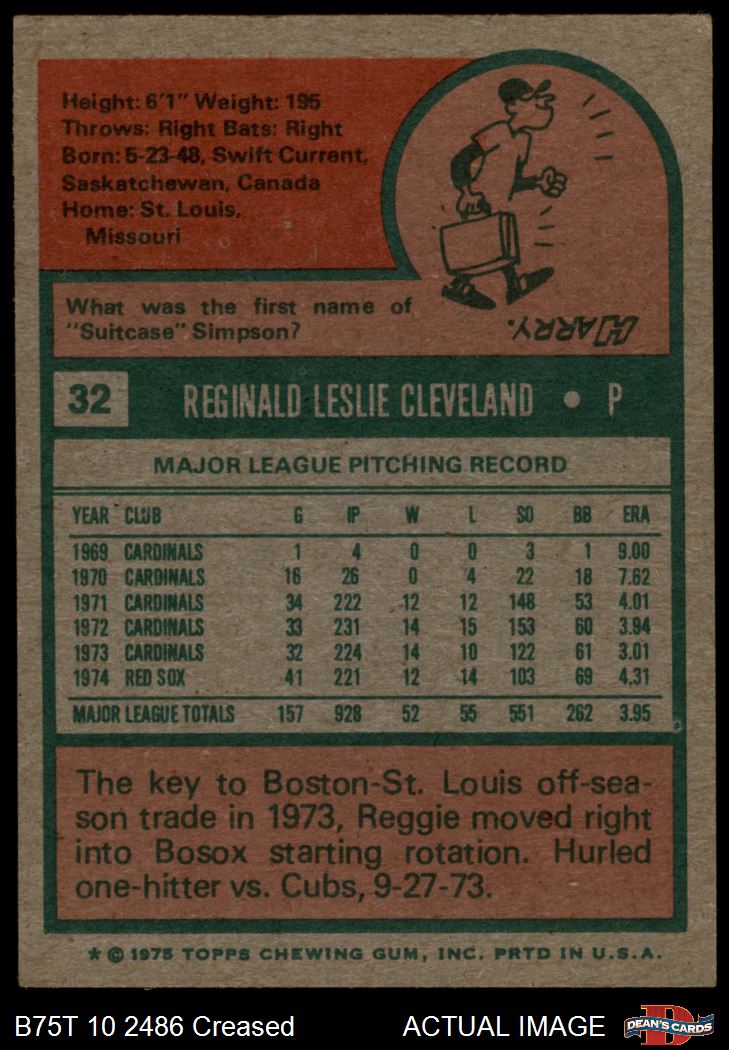 Height: 6'1" Weight: 195
Throws: Right Bats: Right
Born: 5-23-48, Swift Current,
Saskatchewan, Canada
Home: St. Louis,
Missouri
What was the first name of
"Suitcase" Simpson?
HARRY.
32 REGINALD LESLIE CLEVELAND • P
MAJOR LEAGUE PITCHING RECORD
YEAR CLUB G IP W L SO BB ERA
1969 CARDINALS 1 4 0 0 3 1 9.00
1970 CARDINALS 16 26 0 4 22 18 7.62
1971 CARDINALS 34 222 12 12 148 53 4.01
1972 CARDINALS 33 231 14 15 153 60 3.94
1973 CARDINALS 32 224 14 10 122 61 3.01
1974 RED SOX 41 221 12 14 103 69 4.31
MAJOR LEAGUE TOTALS 157 928 52 55 551 262 3.95
The key to Boston-St. Louis off-sea-
son trade in 1973, Reggie moved right
into Bosox starting rotation. Hurled
one-hitter vs. Cubs, 9-27-73.
* © 1975 TOPPS CHEWING GUM, INC. PRTD IN U.S.A.
B75T 10 2486 Creased ACTUAL IMAGE D DEAN'S CARDS